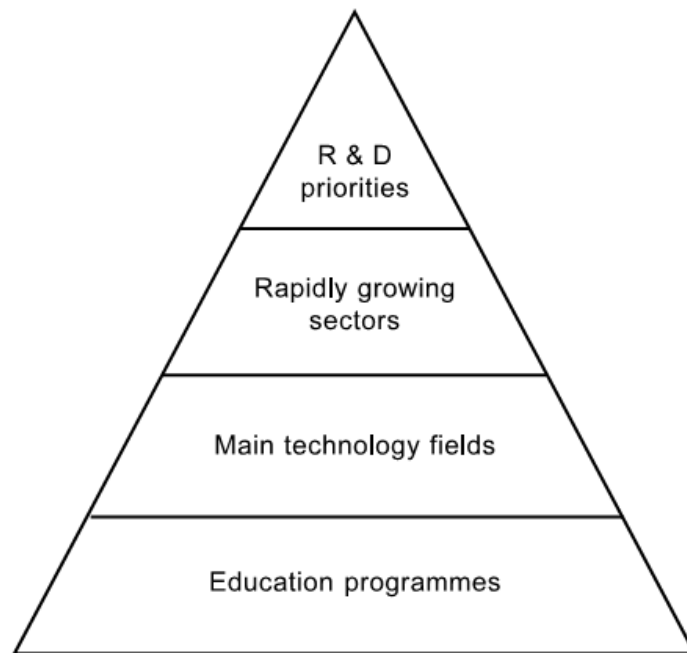 R & D
priorities
Rapidly growing
sectors
Main technology fields
Education programmes